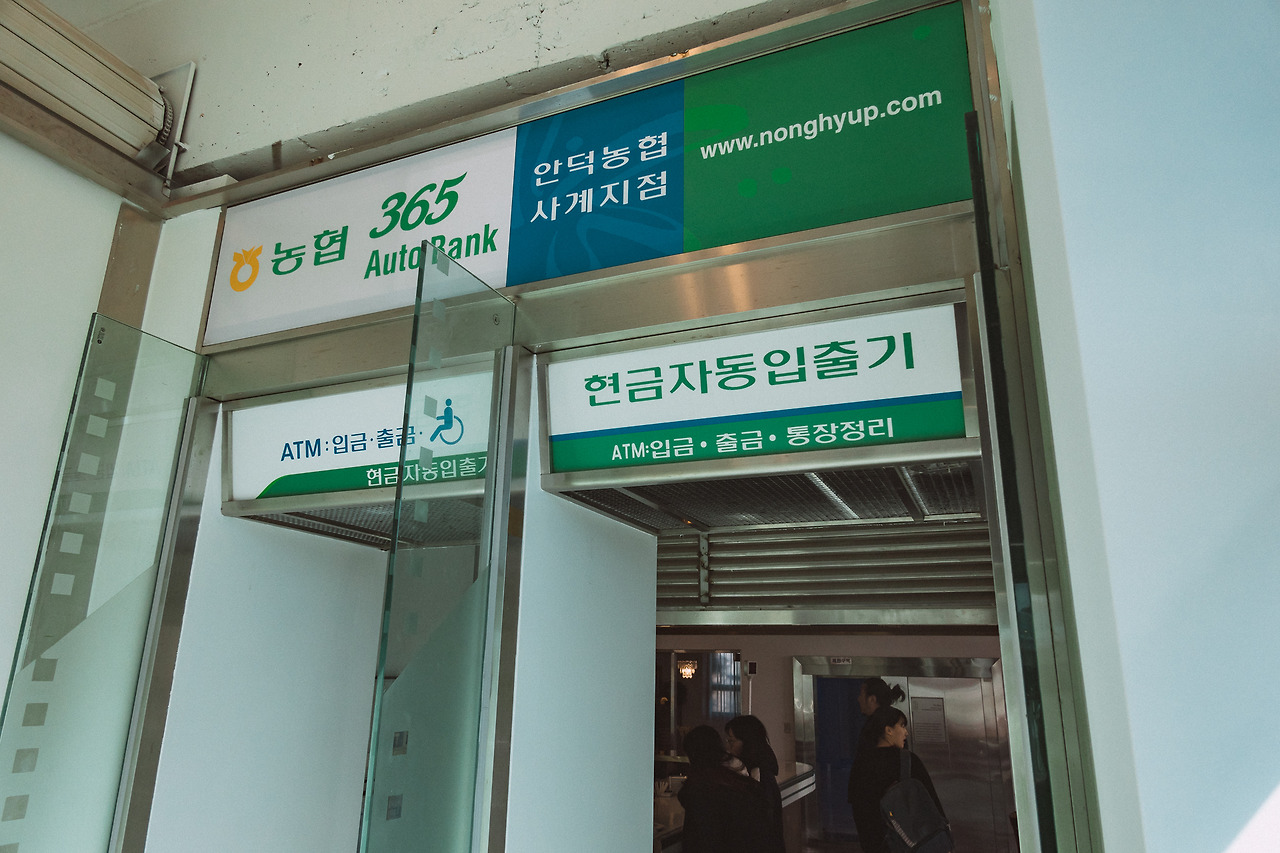 농협 365
Auto Bank
안덕농협
사계지점
www.nonghyup.com
ATM:입금·출금·
현금자동입출기
현금자동입출기
ATM:입금•출금•통장정리